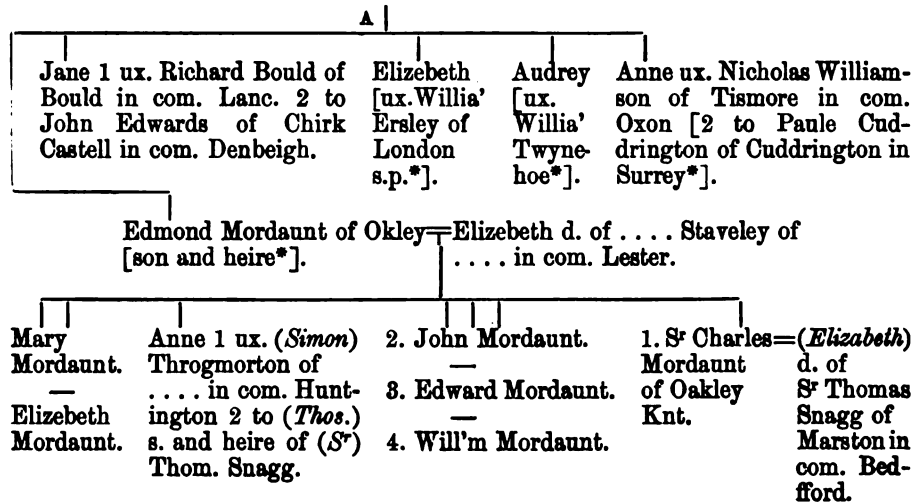 A
Jane 1 ux. Richard Bould of
Bould in com. Lanc. 2 to
John Edwards of Chirk
Castell in com. Denbeigh.
Elizebeth
[ux. Willia'
Ersley of
London
s.p.*].
Audrey
[ux.
Willia'
Twyne-
hoe*].
Anne ux. Nicholas William-
son of Tismore in com.
Oxon [2 to Paule Cud-
drington of Cuddrington in
Surrey*].
Edmond Mordaunt of Okley
[son and heire*].
=Elizebeth d. of .... Staveley of
.... in com. Lester.
Mary
Mordaunt.
—
Elizebeth
Mordaunt.
Anne 1 ux. (Simon)
Throgmorton of
.... in com. Hunt-
ington 2 to (Thos.)
s. and heire of (Sr)
Thom. Snagg.
2. John Mordaunt.
—
3. Edward Mordaunt.
—
4. Will'm Mordaunt.
1. Sr Charles=
Mordaunt
of Oakley
Knt.
(Elizabeth)
d. of
Sr Thomas
Snagg of
Marston in
com. Bed-
fford.